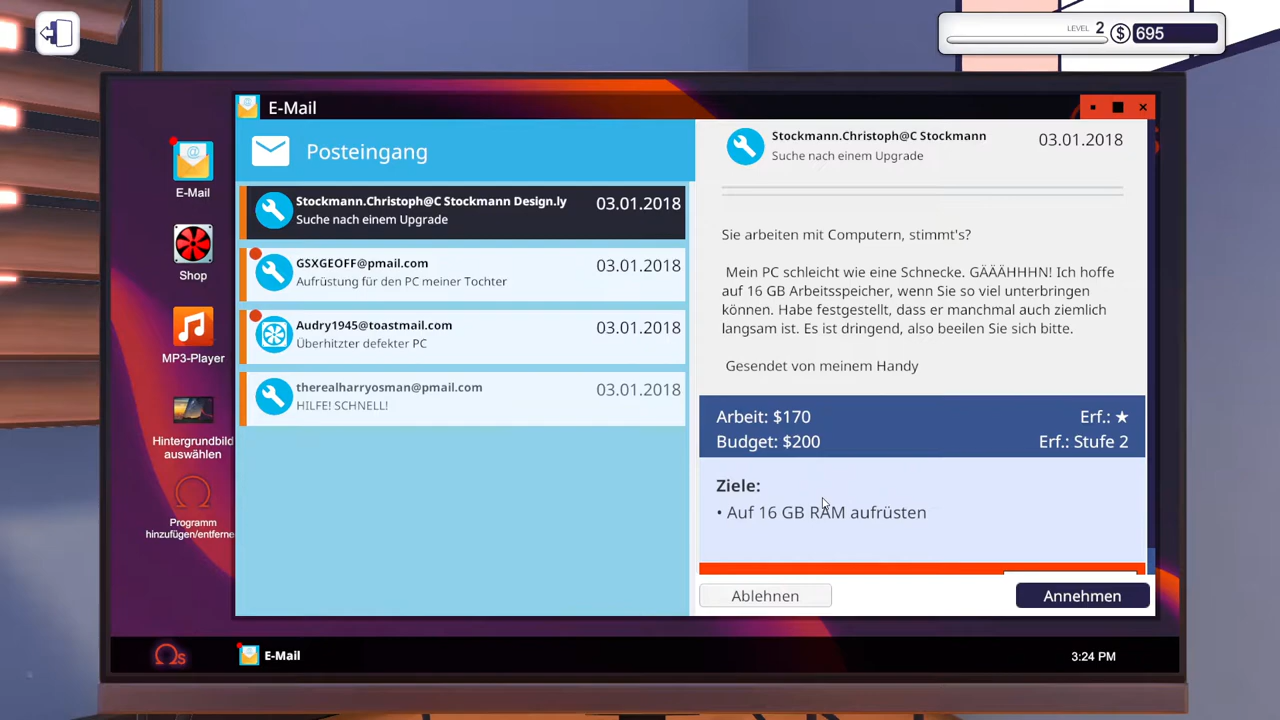 LEVEL 2 $ 695
E-Mail
Posteingang
Stockmann.Christoph@C Stockmann Design.ly 03.01.2018
Suche nach einem Upgrade
GSXGEOFF@pmail.com 03.01.2018
Aufrüstung für den PC meiner Tochter
Audry1945@toastmail.com 03.01.2018
Überhitzter defekter PC
therealharryosman@pmail.com 03.01.2018
HILFE! SCHNELL!
Stockmann.Christoph@C Stockmann 03.01.2018
Suche nach einem Upgrade
Sie arbeiten mit Computern, stimmt's?
Mein PC schleicht wie eine Schnecke. GÄÄÄHHHN! Ich hoffe
auf 16 GB Arbeitsspeicher, wenn Sie so viel unterbringen
können. Habe festgestellt, dass er manchmal auch ziemlich
langsam ist. Es ist dringend, also beeilen Sie sich bitte.
Gesendet von meinem Handy
Arbeit: $170 Erf.: ★
Budget: $200 Erf.: Stufe 2
Ziele:
• Auf 16 GB RAM aufrüsten
Ablehnen Annehmen
E-Mail
Shop
MP3-Player
Hintergrundbild
auswählen
Programm
hinzufügen/entferne
Ωs E-Mail 3:24 PM